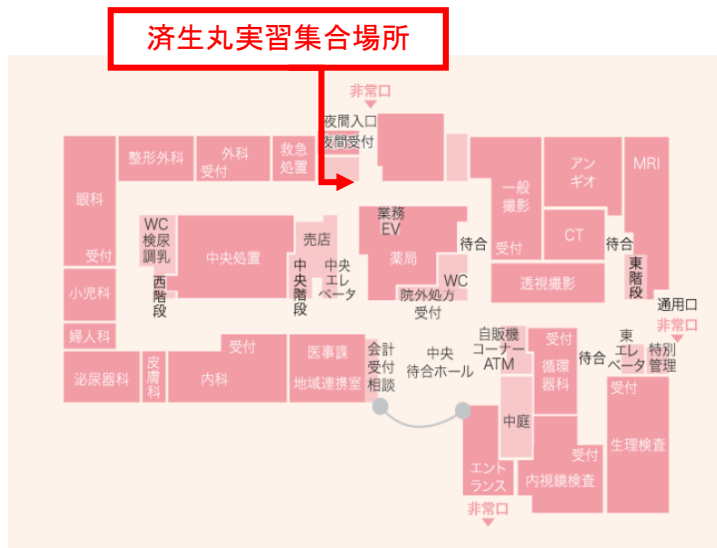 済生丸実習集合場所
非常口
夜間入口
夜間受付
整形外科
外科
受付
救急
処置
眼科
受付
WC
検尿
調乳
西階段
中央処置
売店
中央階段
中央
エレ
ベータ
業務
EV
薬局
WC
院外処方
受付
待合
一般
撮影
受付
アン
ギオ
CT
透視撮影
待合
MRI
東階段
通用口
非常口
小児科
婦人科
泌尿器科
皮膚科
受付
内科
医事課
地域連携室
会計
受付
相談
中央
待合ホール
自販機
コーナー
ATM
中庭
受付
循環
器科
待合
東
エレ
ベータ
特別
管理
受付
生理検査
エント
ランス
受付
内視鏡検査
非常口